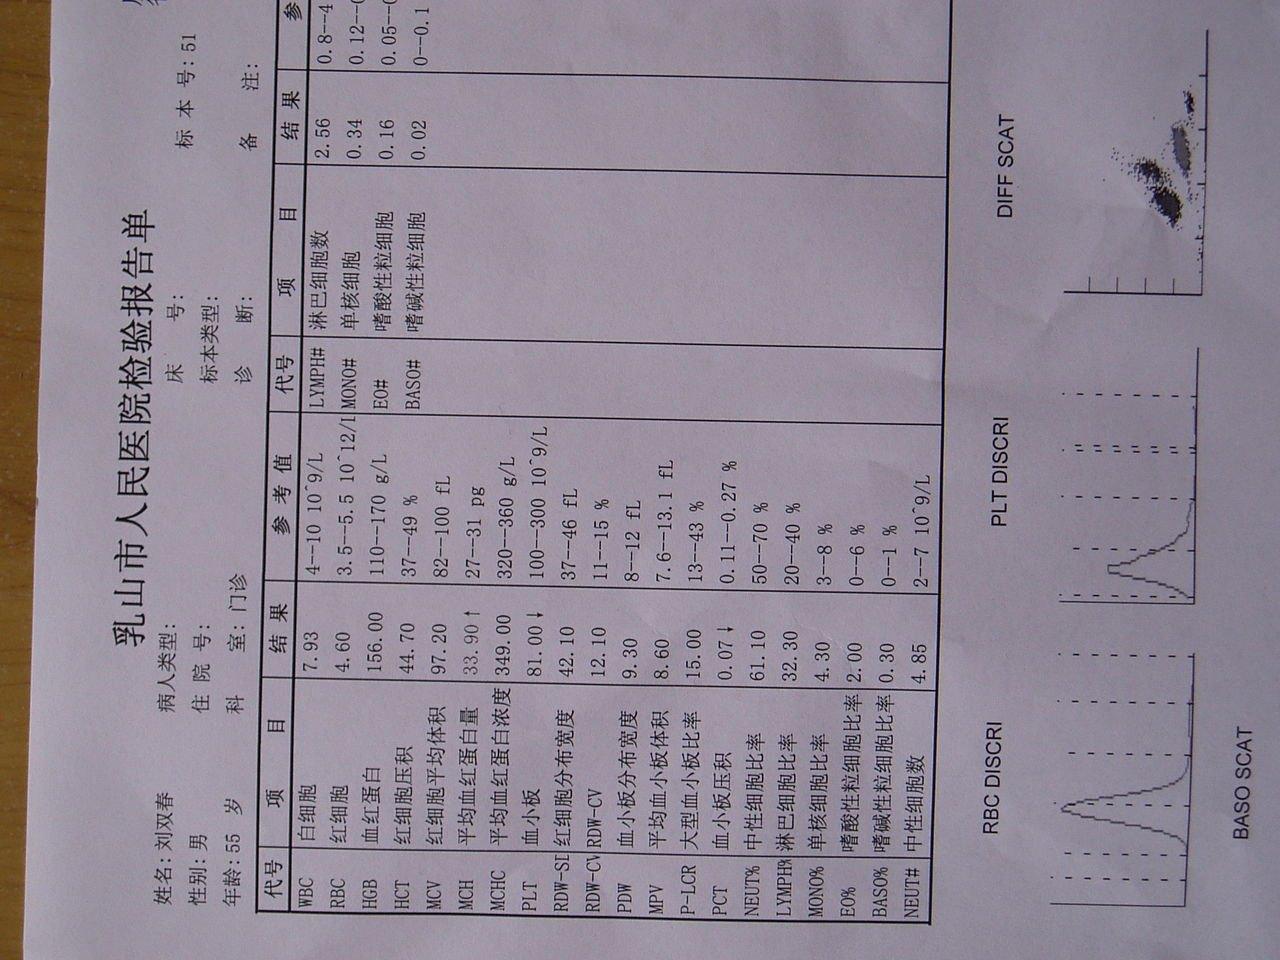 乳山市人民医院检验报告单
姓名: 刘双春 病人类型: 床 号: 标 本 号: 51
性别: 男 住 院 号: 标本类型:
年龄: 55 岁 科 室: 门诊 诊 断: 备 注:
代号 项 目 结 果 参 考 值 代号 项 目 结 果 参
WBC 白细胞 7.93 4--10 10^9/L LYMPH# 淋巴细胞数 2.56 0.8--4
RBC 红细胞 4.60 3.5--5.5 10^12/L MONO# 单核细胞 0.34 0.12--0
HGB 血红蛋白 156.00 110--170 g/L EO# 嗜酸性粒细胞 0.16 0.05--0
HCT 红细胞压积 44.70 37--49 % BASO# 嗜碱性粒细胞 0.02 0--0.1
MCV 红细胞平均体积 97.20 82--100 fL
MCH 平均血红蛋白量 33.90↑ 27--31 pg
MCHC 平均血红蛋白浓度 349.00 320--360 g/L
PLT 血小板 81.00↓ 100--300 10^9/L
RDW-SD 红细胞分布宽度 42.10 37--46 fL
RDW-CV RDW-CV 12.10 11--15 %
PDW 血小板分布宽度 9.30 8--12 fL
MPV 平均血小板体积 8.60 7.6--13.1 fL
P-LCR 大型血小板比率 15.00 13--43 %
PCT 血小板压积 0.07↓ 0.11--0.27 %
NEUT% 中性细胞比率 61.10 50--70 %
LYMPH% 淋巴细胞比率 32.30 20--40 %
MONO% 单核细胞比率 4.30 3--8 %
EO% 嗜酸性粒细胞比率 2.00 0--6 %
BASO% 嗜碱性粒细胞比率 0.30 0--1 %
NEUT# 中性细胞数 4.85 2--7 10^9/L
RBC DISCRI PLT DISCRI DIFF SCAT
BASO SCAT